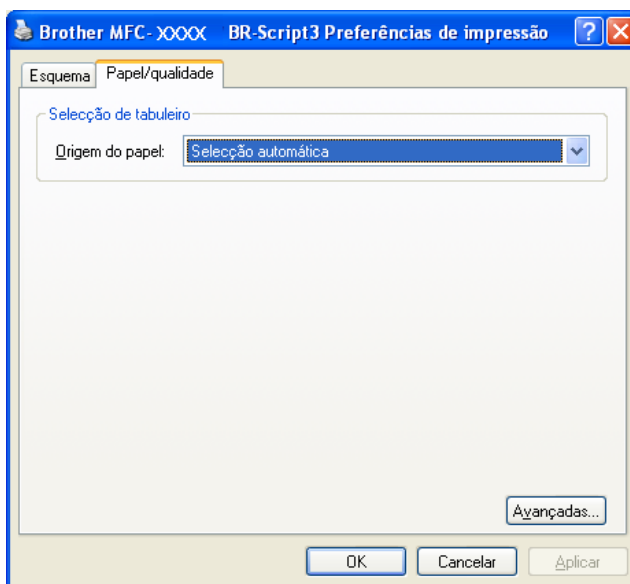 Brother MFC-XXXX BR-Script3 Preferências de impressão
Esquema Papel/qualidade
Selecção de tabuleiro
Origem do papel: Selecção automática
Avançadas...
OK Cancelar Aplicar